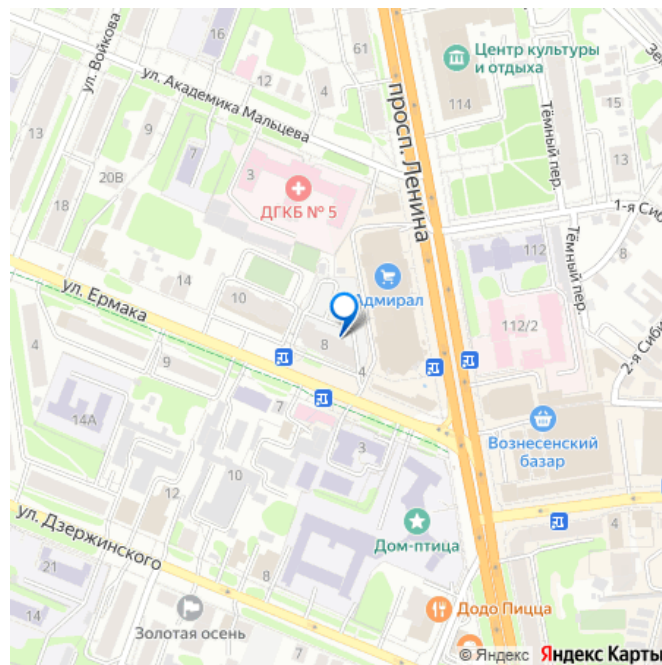 ул. Войкова
16
61
Центр культуры
и отдыха
114
12
4
ул. Академика Мальцева
13
9
7
3
просп. Ленина
Тёмный пер.
15
13
20В
18
ДГКБ № 5
1-я Сиб
112
Тёмный пер.
8
14
10
Адмирал
ул. Ермака
112/2
2-я Сиб
8
4
4
9
14А
7
Вознесенский
базар
3
10
12
ул. Дзержинского
4
Дом-птица
8
21
14
Золотая осень
Додо Пицца
© Яндекс Яндекс Карты